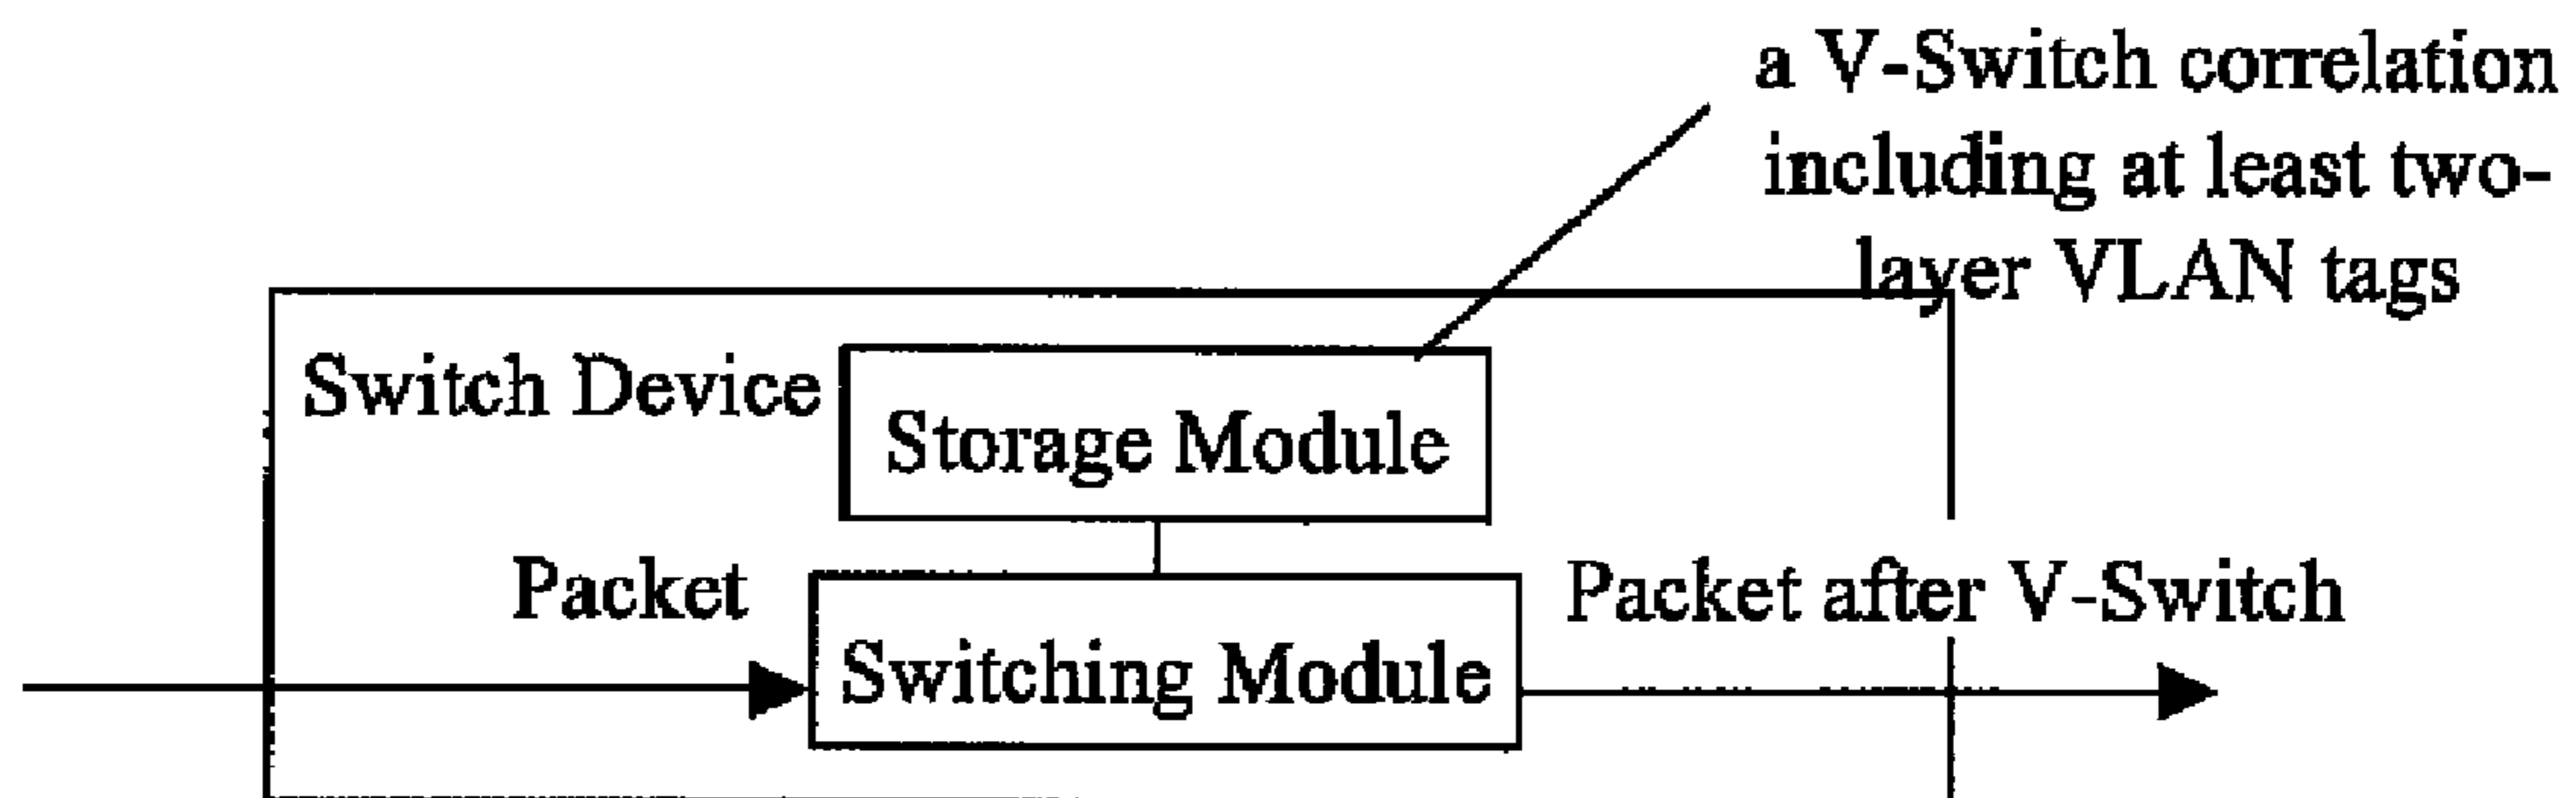 a V-Switch correlation
including at least two-
layer VLAN tags
Switch Device
Storage Module
Packet
Packet after V-Switch
Switching Module